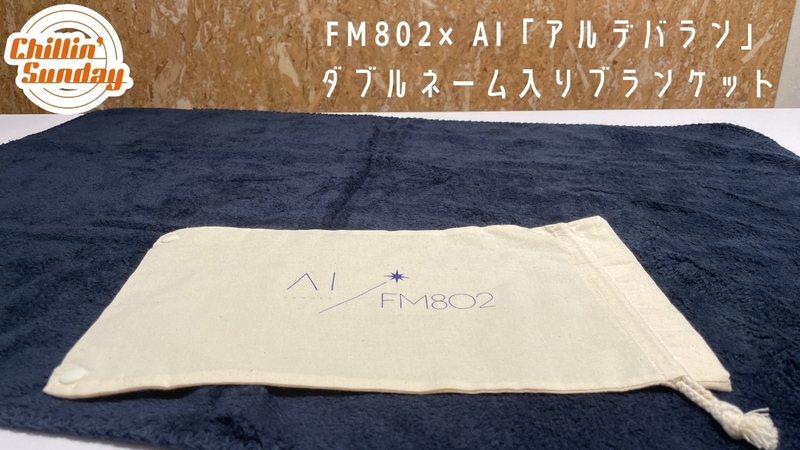 Chillin'
Sunday
FM802× AI「アルデバラン」
ダブルネーム入りブランケット
AI
FM802